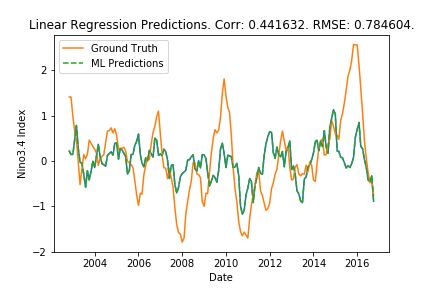 Linear Regression Predictions. Corr: 0.441632. RMSE: 0.784604.
Ground Truth
ML Predictions
Nino3.4 Index
2
1
0
−1
−2
2004 2006 2008 2010 2012 2014 2016
Date